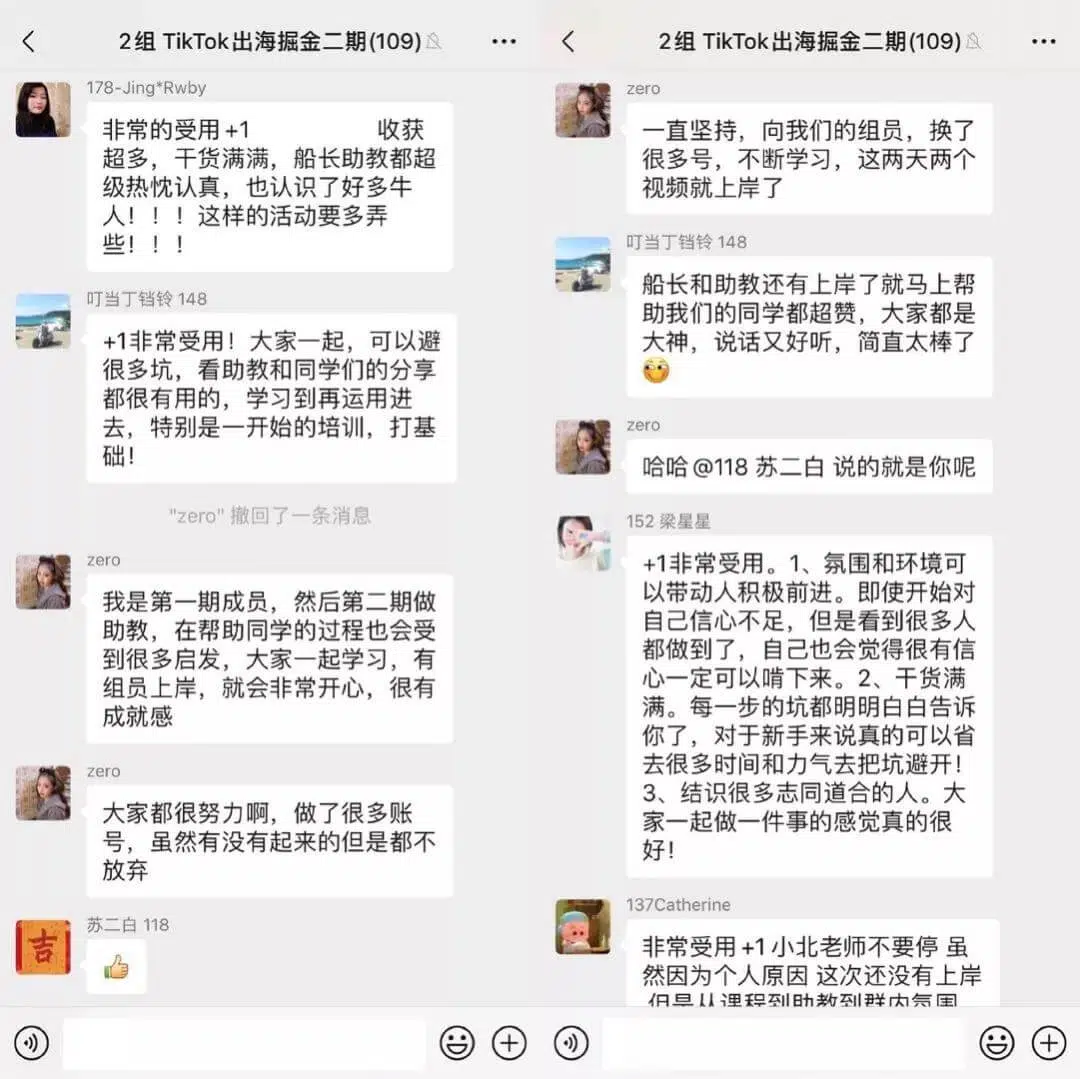 2组 TikTok出海掘金二期(109)
178-Jing*Rwby
非常的受用+1 收获
超多，干货满满，船长助教都超
级热忱认真，也认识了好多牛
人！！！这样的活动要多弄
些！！！
叮当丁铛铃 148
+1非常受用！大家一起，可以避
很多坑，看助教和同学们的分享
都很有用的，学习到再运用进
去，特别是一开始的培训，打基
础！
"zero" 撤回了一条消息
zero
我是第一期成员，然后第二期做
助教，在帮助同学的过程也会受
到很多启发，大家一起学习，有
组员上岸，就会非常开心，很有
成就感
zero
大家都很努力啊，做了很多账
号，虽然有没有起来的但是都不
放弃
吉
苏二白 118
2组 TikTok出海掘金二期(109)
zero
一直坚持，向我们的组员，换了
很多号，不断学习，这两天两个
视频就上岸了
叮当丁铛铃 148
船长和助教还有上岸了就马上帮
助我们的同学都超赞，大家都是
大神，说话又好听，简直太棒了
zero
哈哈@118 苏二白 说的就是你呢
152 梁星星
+1非常受用。1、氛围和环境可
以带动人积极前进。即使开始对
自己信心不足，但是看到很多人
都做到了，自己也会觉得很有信
心一定可以啃下来。2、干货满
满。每一步的坑都明明白白告诉
你了，对于新手来说真的可以省
去很多时间和力气去把坑避开！
3、结识很多志同道合的人。大
家一起做一件事的感觉真的很
好！
137Catherine
非常受用+1小北老师不要停 虽
然因为个人原因 这次还没有上岸
但是从课程到助教到群内氛围